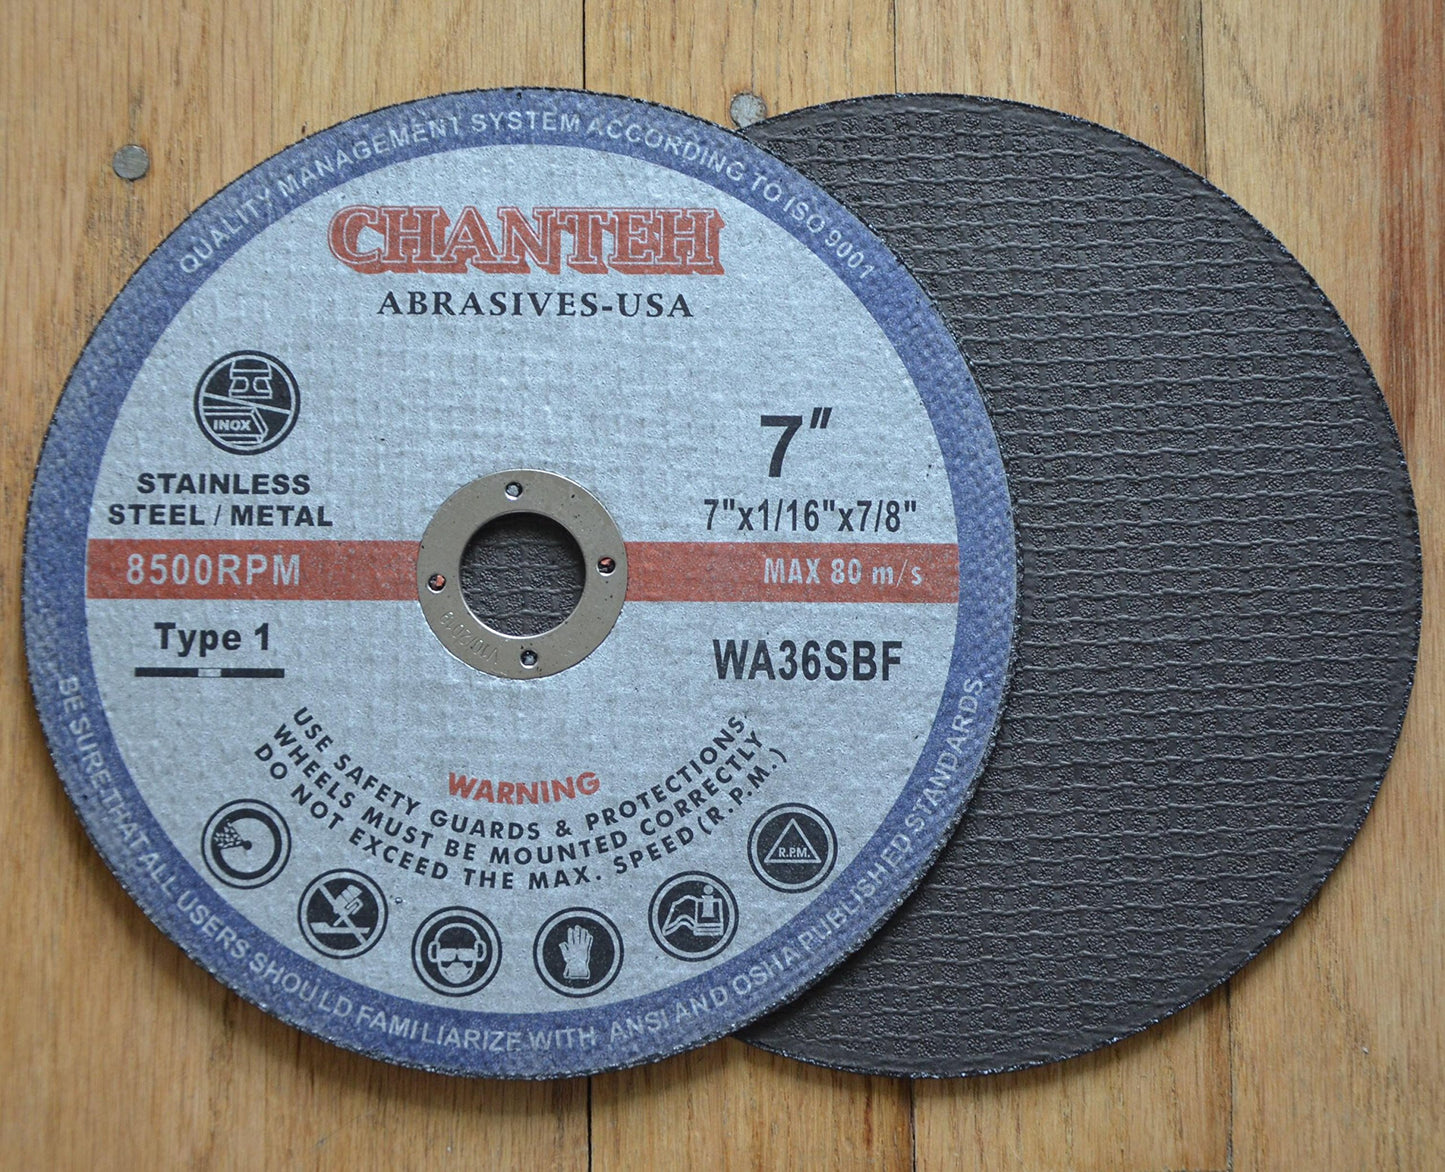 QUALITY MANAGEMENT SYSTEM ACCORDING TO ISO 9001
CHANTEH
ABRASIVES-USA
INOX
STAINLESS
STEEL / METAL
7"
7"x1/16"x7/8"
8500RPM
MAX 80 m/s
Type 1
V10/2019
WA36SBF
WARNING
USE SAFETY GUARDS & PROTECTIONS
WHEELS MUST BE MOUNTED CORRECTLY
DO NOT EXCEED THE MAX. SPEED (R.P.M.)
R.P.M.
BE SURE THAT ALL USERS SHOULD FAMILIARIZE WITH ANSI AND OSHA PUBLISHED STANDARDS.